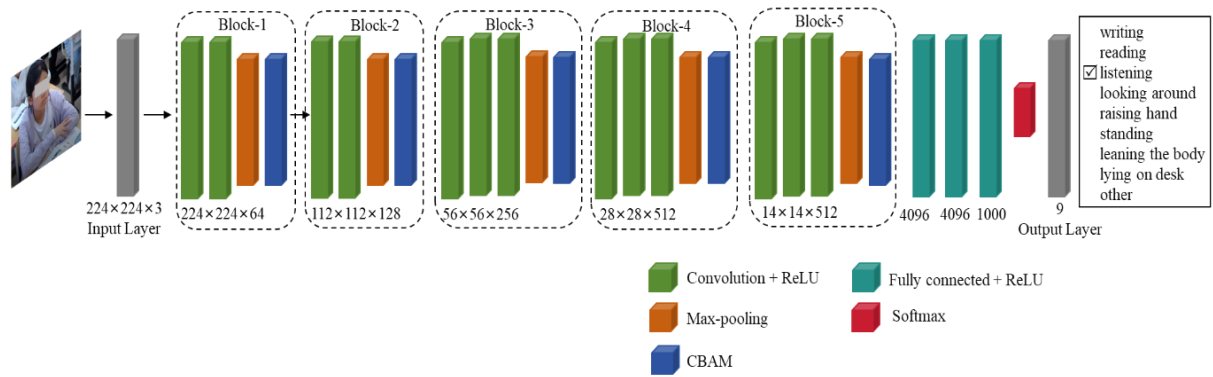 Block-1
Block-2
Block-3
Block-4
Block-5
224×224×3
Input Layer
224×224×64
112×112×128
56×56×256
28×28×512
14×14×512
4096
4096
1000
9
Output Layer
writing
reading
☑ listening
looking around
raising hand
standing
leaning the body
lying on desk
other
Convolution + ReLU
Fully connected + ReLU
Max-pooling
Softmax
CBAM